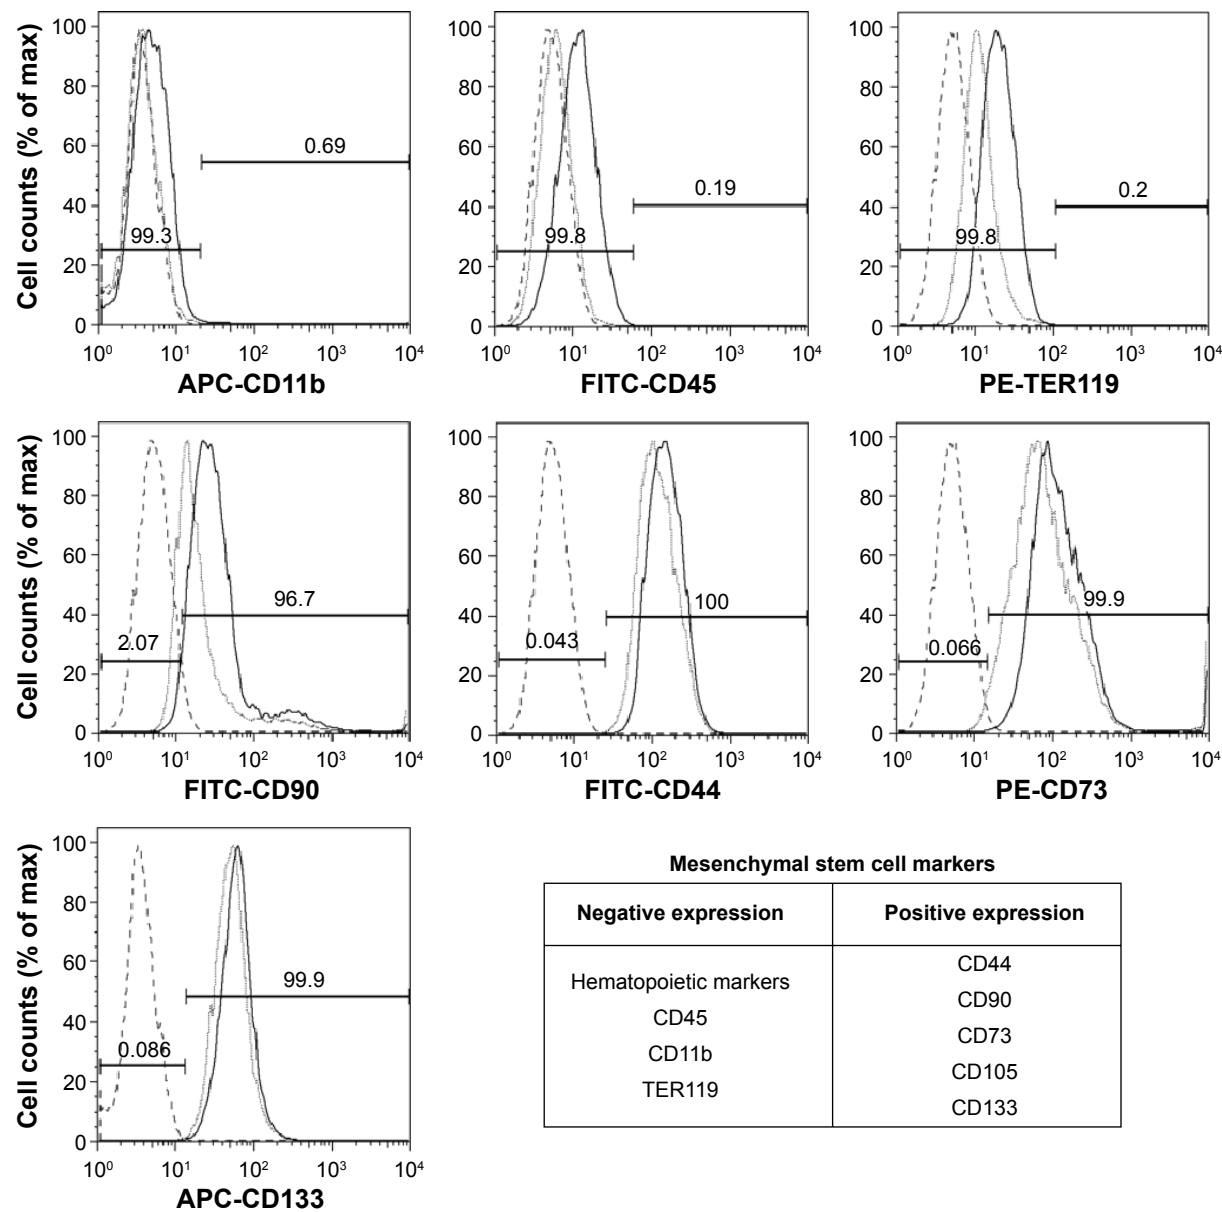 Cell counts (% of max)
100
80
60
40
20
0
0.69
99.3
10⁰ 10¹ 10² 10³ 10⁴
APC-CD11b
100
80
60
40
20
0
0.19
99.8
10⁰ 10¹ 10² 10³ 10⁴
FITC-CD45
100
80
60
40
20
0
0.2
99.8
10⁰ 10¹ 10² 10³ 10⁴
PE-TER119
Cell counts (% of max)
100
80
60
40
20
0
96.7
2.07
10⁰ 10¹ 10² 10³ 10⁴
FITC-CD90
100
80
60
40
20
0
100
0.043
10⁰ 10¹ 10² 10³ 10⁴
FITC-CD44
100
80
60
40
20
0
99.9
0.066
10⁰ 10¹ 10² 10³ 10⁴
PE-CD73
Cell counts (% of max)
100
80
60
40
20
0
99.9
0.086
10⁰ 10¹ 10² 10³ 10⁴
APC-CD133
Mesenchymal stem cell markers
Negative expression
Hematopoietic markers
CD45
CD11b
TER119
Positive expression
CD44
CD90
CD73
CD105
CD133